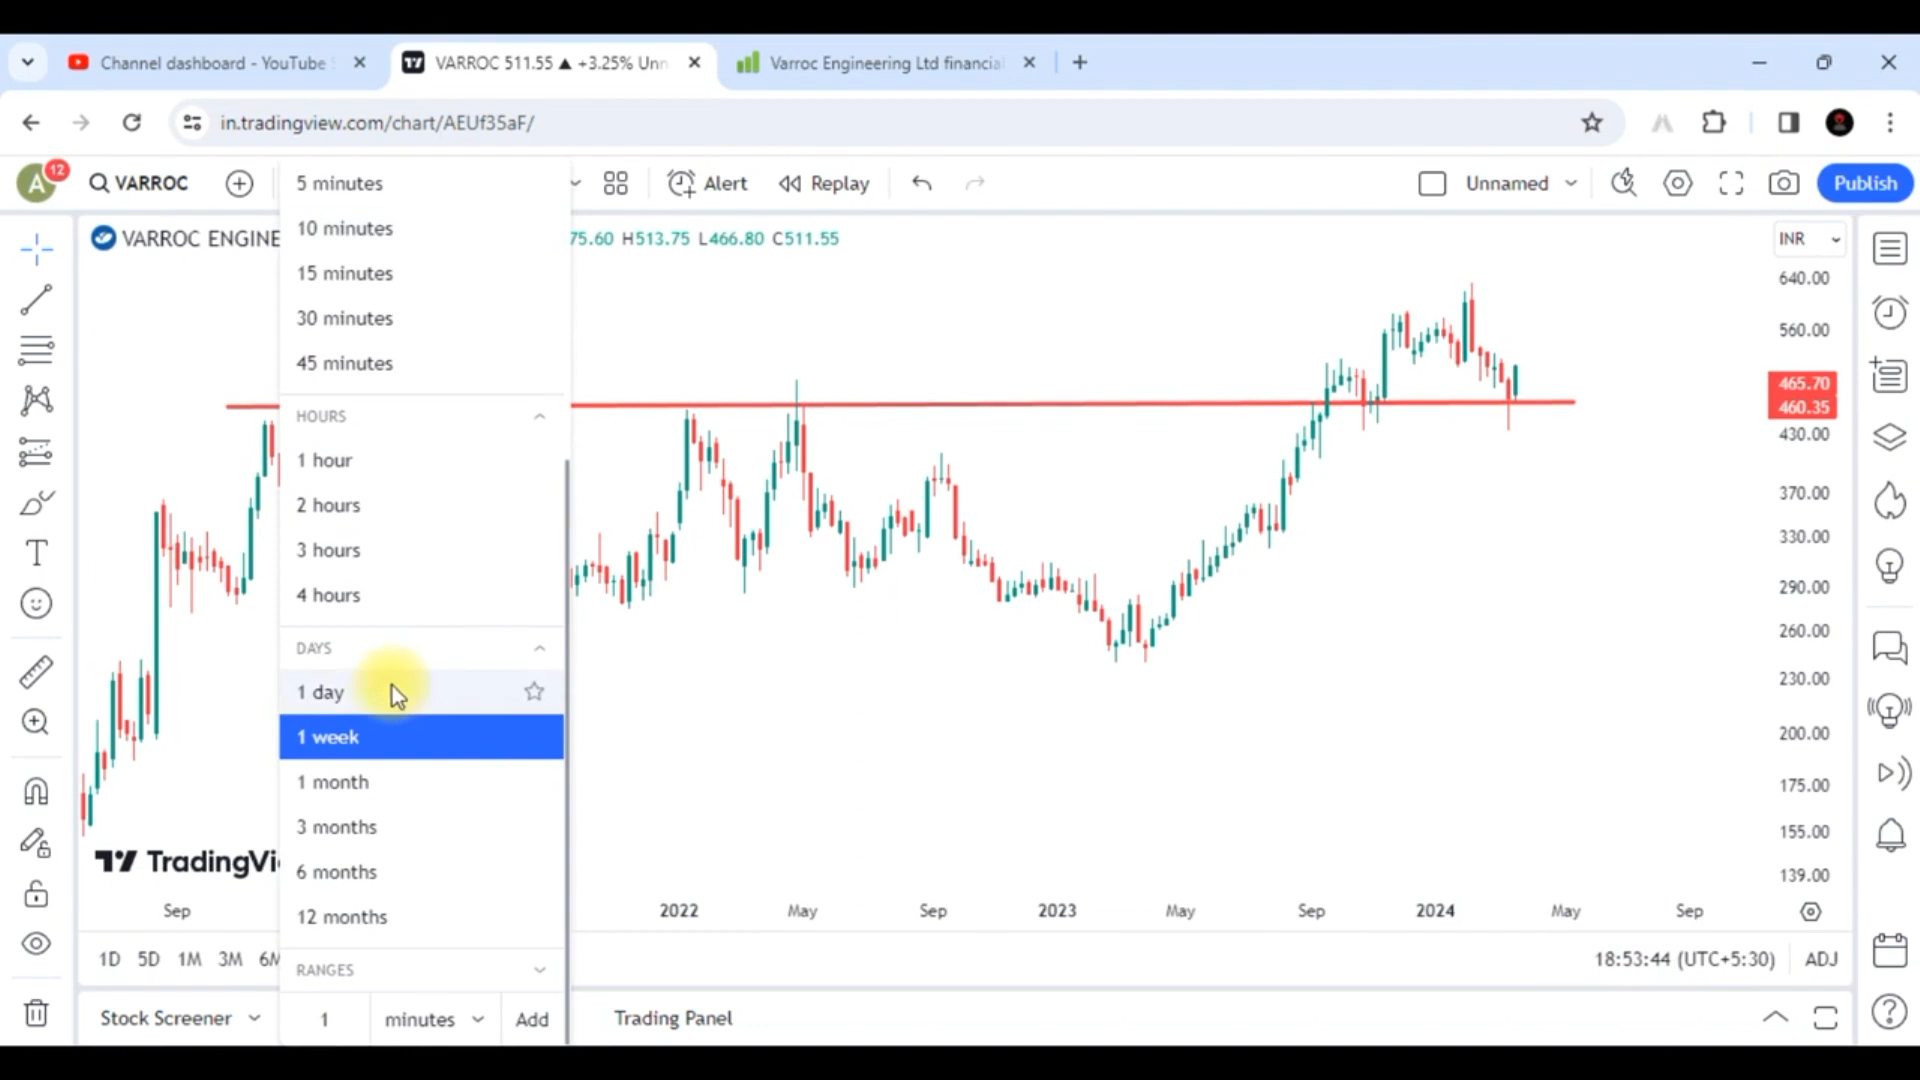 Channel dashboard - YouTube S
VARROC 511.55 ▲ +3.25% Unn
Varroc Engineering Ltd financial
in.tradingview.com/chart/AEUf35aF/
A
12
VARROC
5 minutes
Alert
Replay
Unnamed
Publish
VARROC ENGINE
75.60 H513.75 L466.80 C511.55
INR
10 minutes
15 minutes
30 minutes
45 minutes
HOURS
1 hour
2 hours
3 hours
4 hours
DAYS
1 day
1 week
1 month
3 months
6 months
12 months
RANGES
1
minutes
Add
640.00
560.00
465.70
460.35
430.00
370.00
330.00
290.00
260.00
230.00
200.00
175.00
155.00
139.00
TradingVi
Sep
2022
May
Sep
2023
May
Sep
2024
May
Sep
1D 5D 1M 3M 6M
18:53:44 (UTC+5:30)
ADJ
Stock Screener
Trading Panel